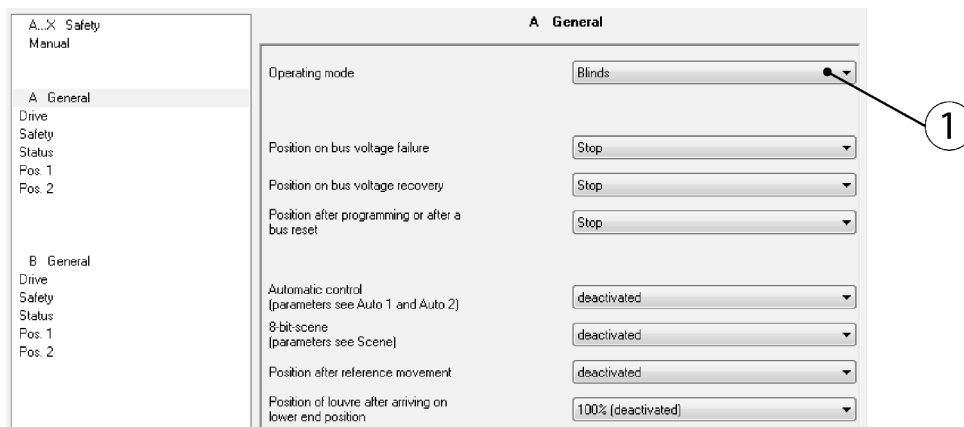 A...X Safety
Manual
A General
Drive
Safety
Status
Pos. 1
Pos. 2
B General
Drive
Safety
Status
Pos. 1
Pos. 2
A General
Operating mode
Blinds
1
Position on bus voltage failure
Stop
Position on bus voltage recovery
Stop
Position after programming or after a
bus reset
Stop
Automatic control
(parameters see Auto 1 and Auto 2)
deactivated
8-bit-scene
(parameters see Scene)
deactivated
Position after reference movement
deactivated
Position of louvre after arriving on
lower end position
100% (deactivated)